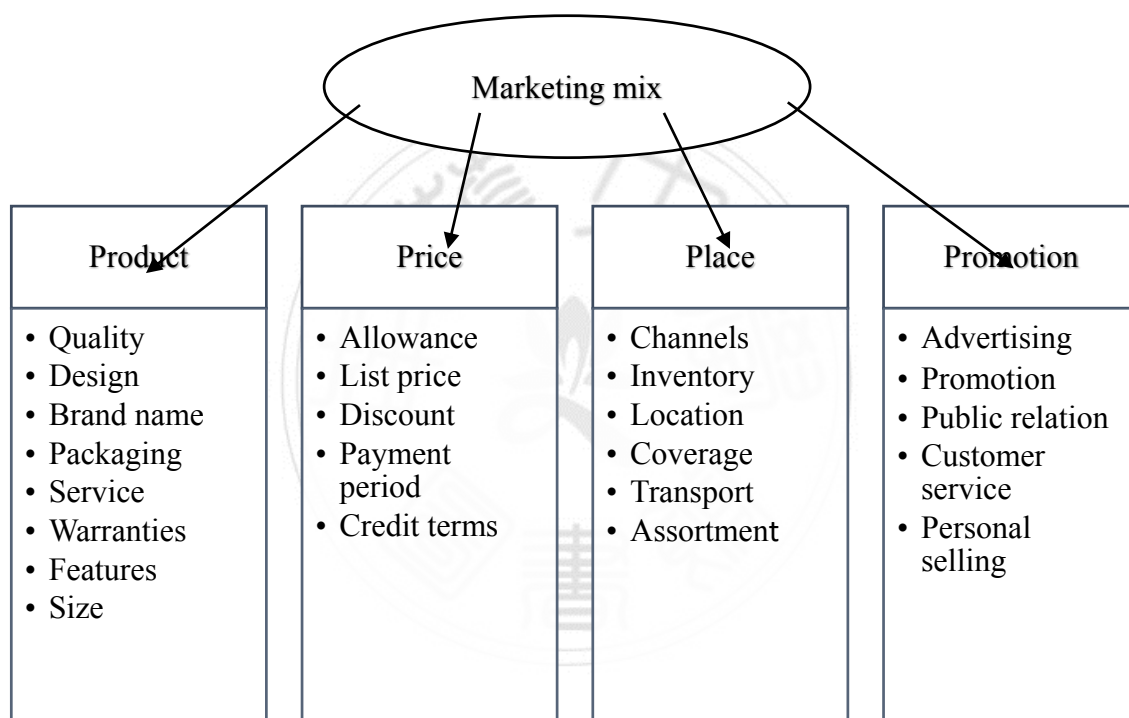 Marketing mix
Product
• Quality
• Design
• Brand name
• Packaging
• Service
• Warranties
• Features
• Size
Price
• Allowance
• List price
• Discount
• Payment
period
• Credit terms
Place
• Channels
• Inventory
• Location
• Coverage
• Transport
• Assortment
Promotion
• Advertising
• Promotion
• Public relation
• Customer
service
• Personal
selling